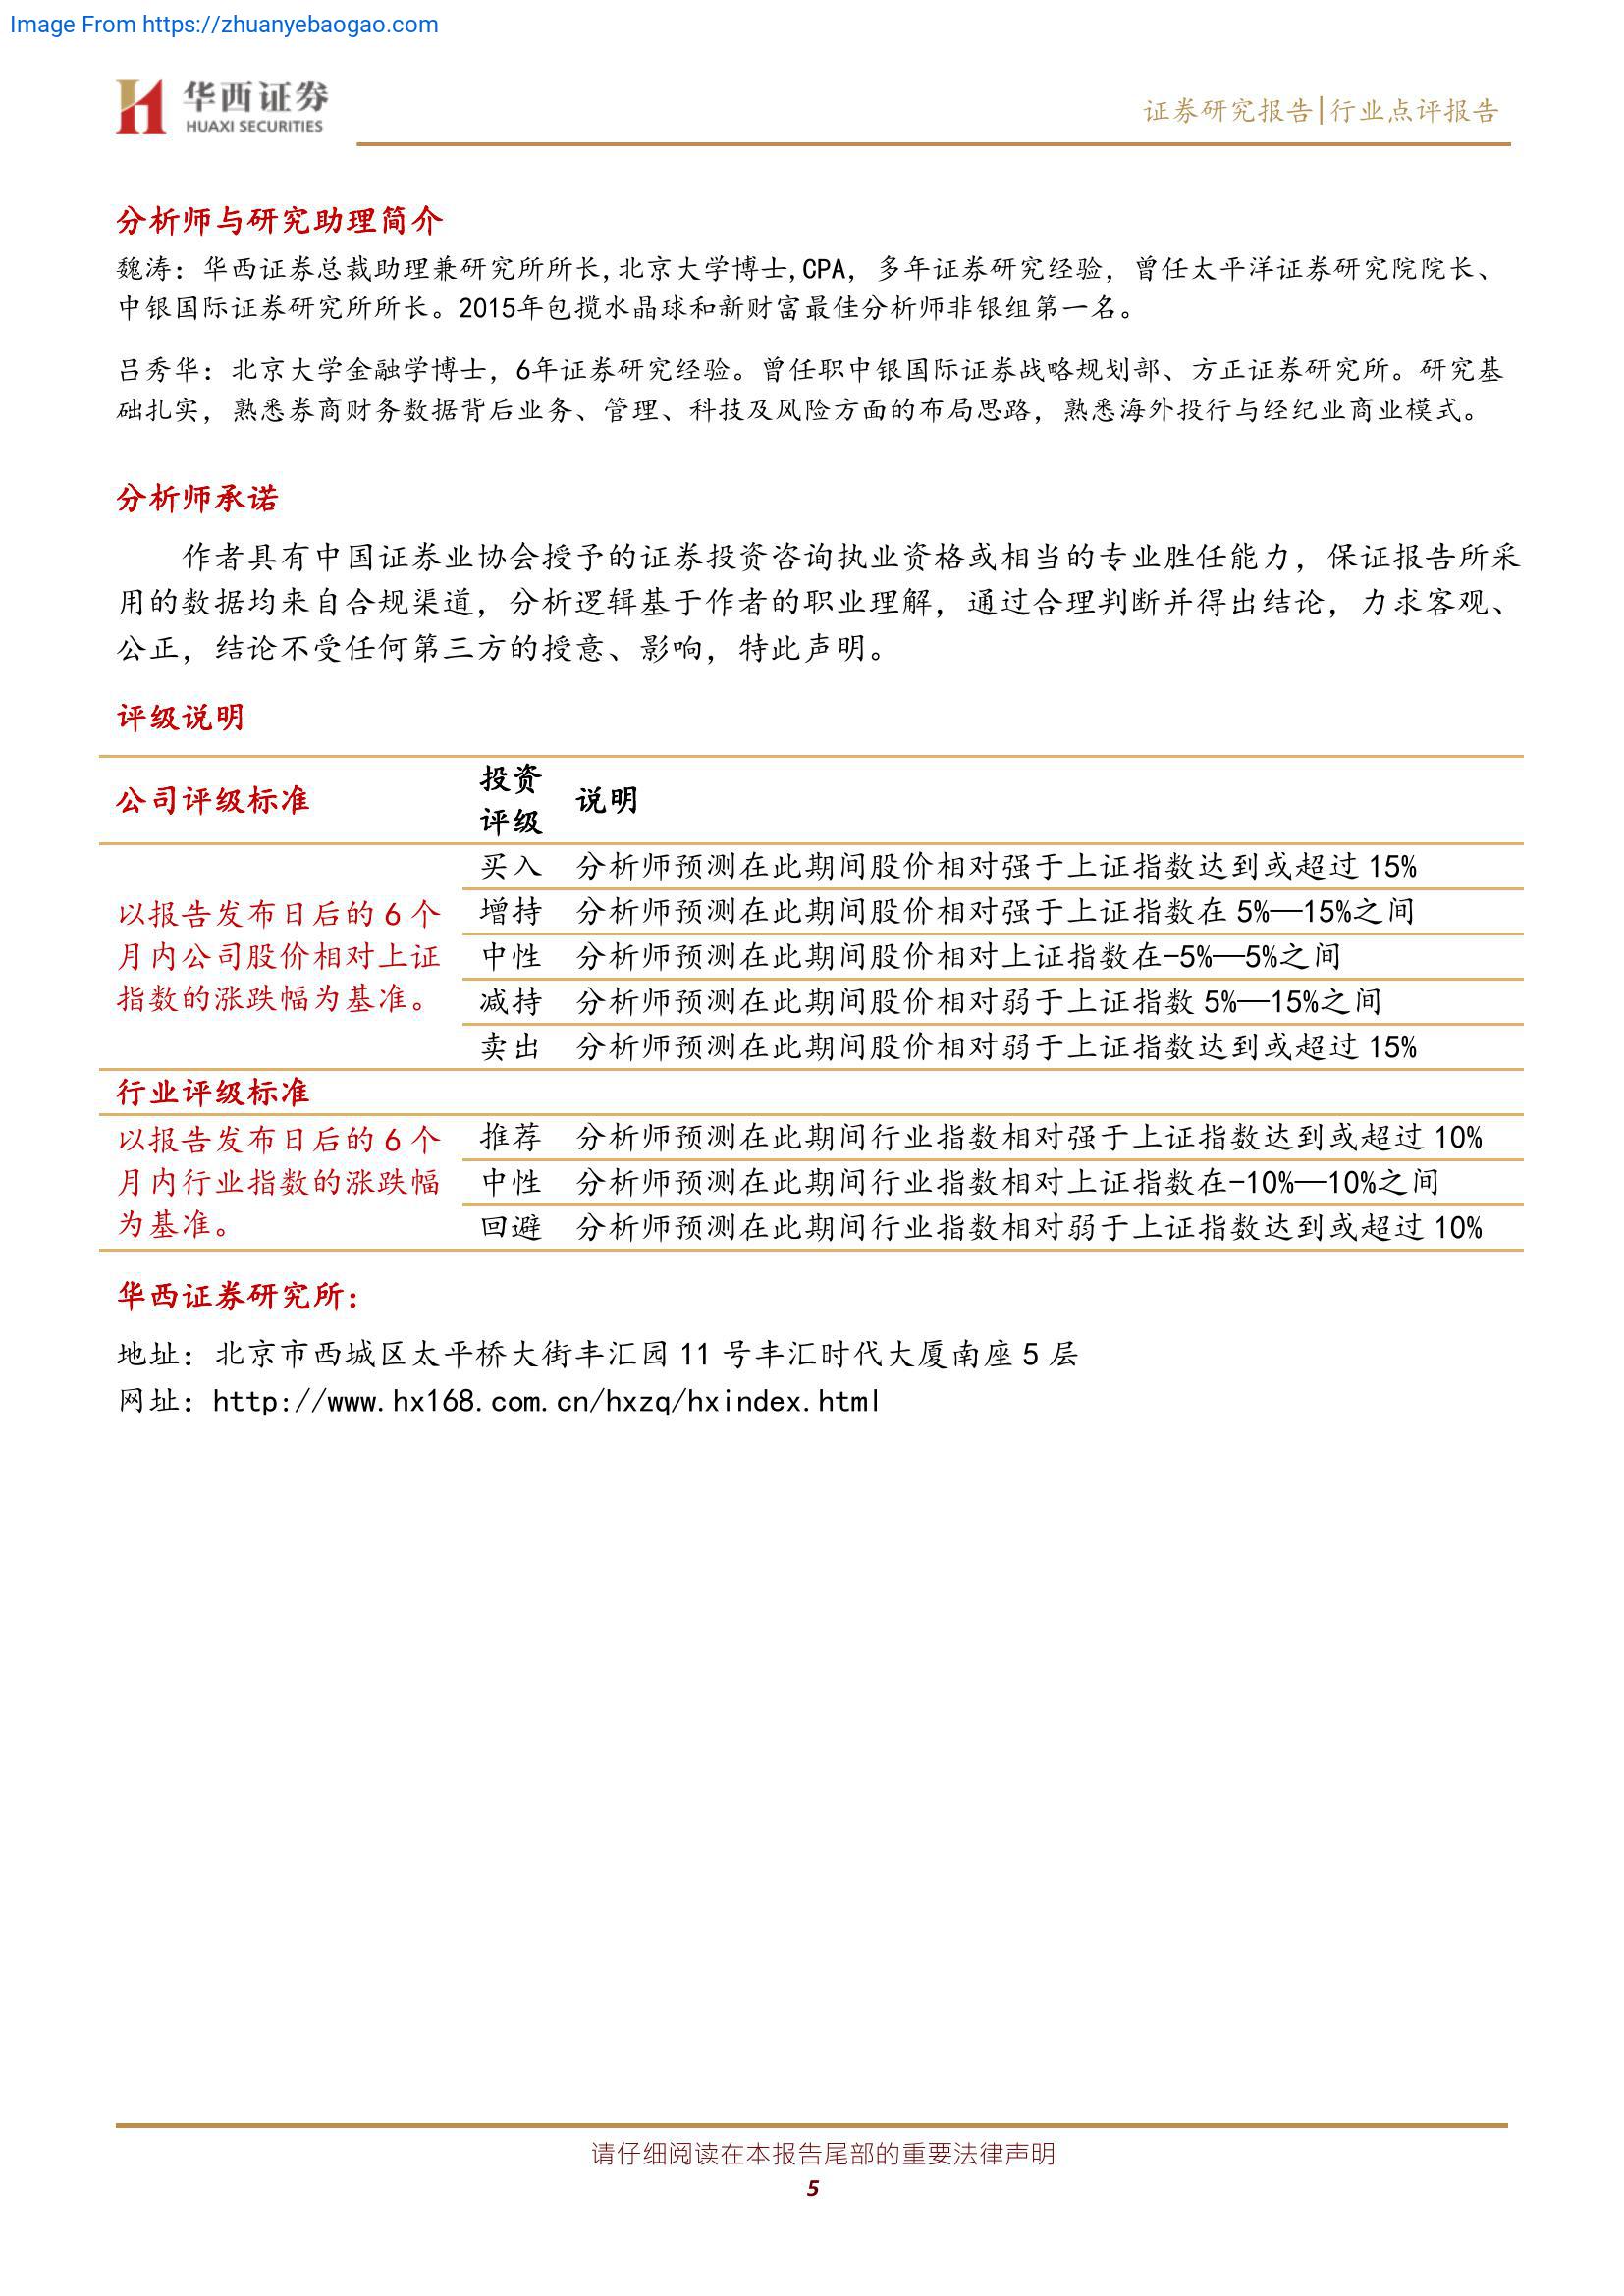 Image From https://zhuanyebaogao.com
华西证券
HUAXI SECURITIES
证券研究报告|行业点评报告
分析师与研究助理简介
魏涛：华西证券总裁助理兼研究所所长,北京大学博士,CPA，多年证券研究经验，曾任太平洋证券研究院院长、
中银国际证券研究所所长。2015年包揽水晶球和新财富最佳分析师非银组第一名。
吕秀华：北京大学金融学博士，6年证券研究经验。曾任职中银国际证券战略规划部、方正证券研究所。研究基
础扎实，熟悉券商财务数据背后业务、管理、科技及风险方面的布局思路，熟悉海外投行与经纪业商业模式。
分析师承诺
作者具有中国证券业协会授予的证券投资咨询执业资格或相当的专业胜任能力，保证报告所采
用的数据均来自合规渠道，分析逻辑基于作者的职业理解，通过合理判断并得出结论，力求客观、
公正，结论不受任何第三方的授意、影响，特此声明。
评级说明
公司评级标准
投资
评级
说明
以报告发布日后的 6 个
月内公司股价相对上证
指数的涨跌幅为基准。
买入 分析师预测在此期间股价相对强于上证指数达到或超过 15%
增持 分析师预测在此期间股价相对强于上证指数在 5%—15%之间
中性 分析师预测在此期间股价相对上证指数在-5%—5%之间
减持 分析师预测在此期间股价相对弱于上证指数 5%—15%之间
卖出 分析师预测在此期间股价相对弱于上证指数达到或超过 15%
行业评级标准
以报告发布日后的 6 个
月内行业指数的涨跌幅
为基准。
推荐 分析师预测在此期间行业指数相对强于上证指数达到或超过 10%
中性 分析师预测在此期间行业指数相对上证指数在-10%—10%之间
回避 分析师预测在此期间行业指数相对弱于上证指数达到或超过 10%
华西证券研究所：
地址：北京市西城区太平桥大街丰汇园 11 号丰汇时代大厦南座 5 层
网址：http://www.hx168.com.cn/hxzq/hxindex.html
请仔细阅读在本报告尾部的重要法律声明
5